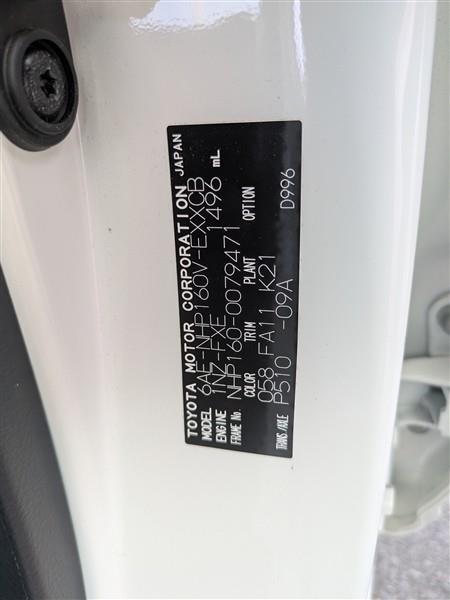 TOYOTA MOTOR CORPORATION JAPAN
MODEL 6AE-NHP160V-EXXCB
ENGINE 1NZ-FXE 1496 mL
FRAME No. NHP160-0079471
COLOR TRIM PLANT OPTION
058 FA11 K21
TRANS/AXLE P510 -09A D996